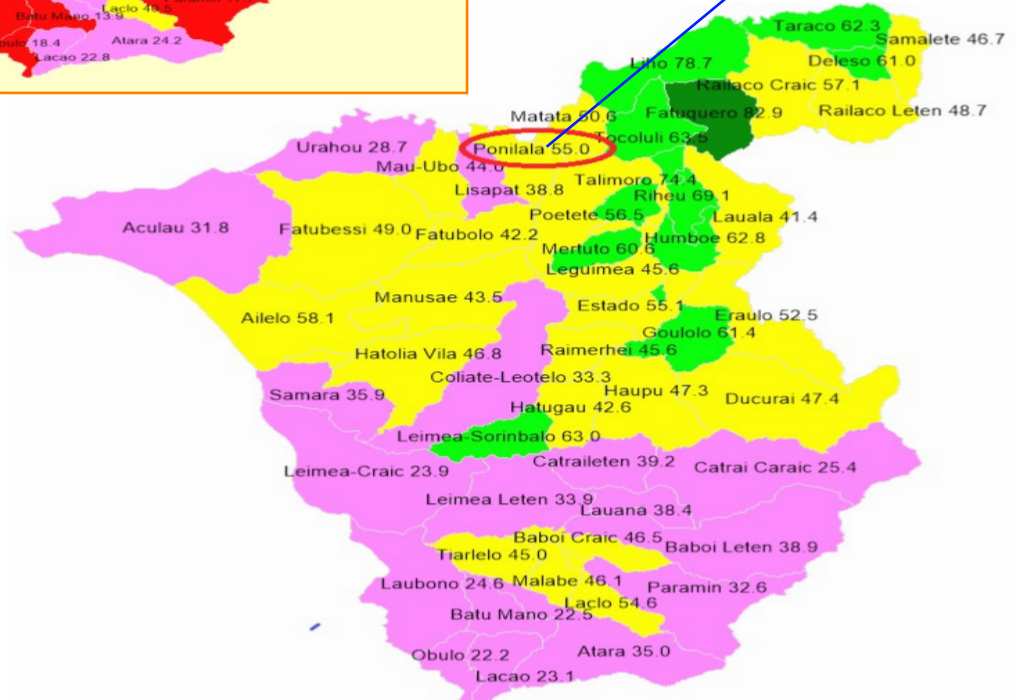 Laclo 40.5
Batu Mano 13.9
Atara 24.2
18.4
Lacao 22.8
Taraco 62.3
Samalete 46.7
Liho 78.7
Deleso 61.0
Railaco Craic 57.1
Matata 50.6
Fatuquero 82.9
Railaco Leten 48.7
Tocoluli 63.5
Urahou 28.7
Ponilala 55.0
Mau-Ubo 44.0
Talimoro 74.4
Lisapat 38.8
Riheu 69.1
Poetete 56.5
Lauala 41.4
Aculau 31.8
Fatubessi 49.0
Fatubolo 42.2
Humboe 62.8
Mertuto 60.6
Leguimea 45.6
Manusae 43.5
Estado 55.1
Ailelo 58.1
Eraulo 52.5
Goulolo 61.4
Hatolia Vila 46.8
Raimerhei 45.6
Coliate-Leotelo 33.3
Samara 35.9
Haupu 47.3
Ducurai 47.4
Hatugau 42.6
Leimea-Sorinbalo 63.0
Leimea-Craic 23.9
Catraileten 39.2
Catrai Caraic 25.4
Leimea Leten 33.9
Lauana 38.4
Baboi Craic 46.5
Baboi Leten 38.9
Tiarlelo 45.0
Laubono 24.6
Malabe 46.1
Paramin 32.6
Laclo 54.6
Batu Mano 22.5
Obulo 22.2
Atara 35.0
Lacao 23.1